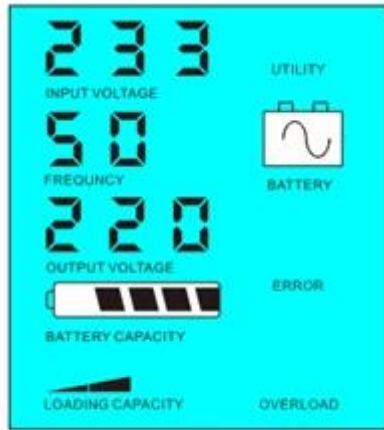 233
UTILITY
INPUT VOLTAGE
50
FREQUNCY
BATTERY
220
OUTPUT VOLTAGE
ERROR
BATTERY CAPACITY
LOADING CAPACITY
OVERLOAD